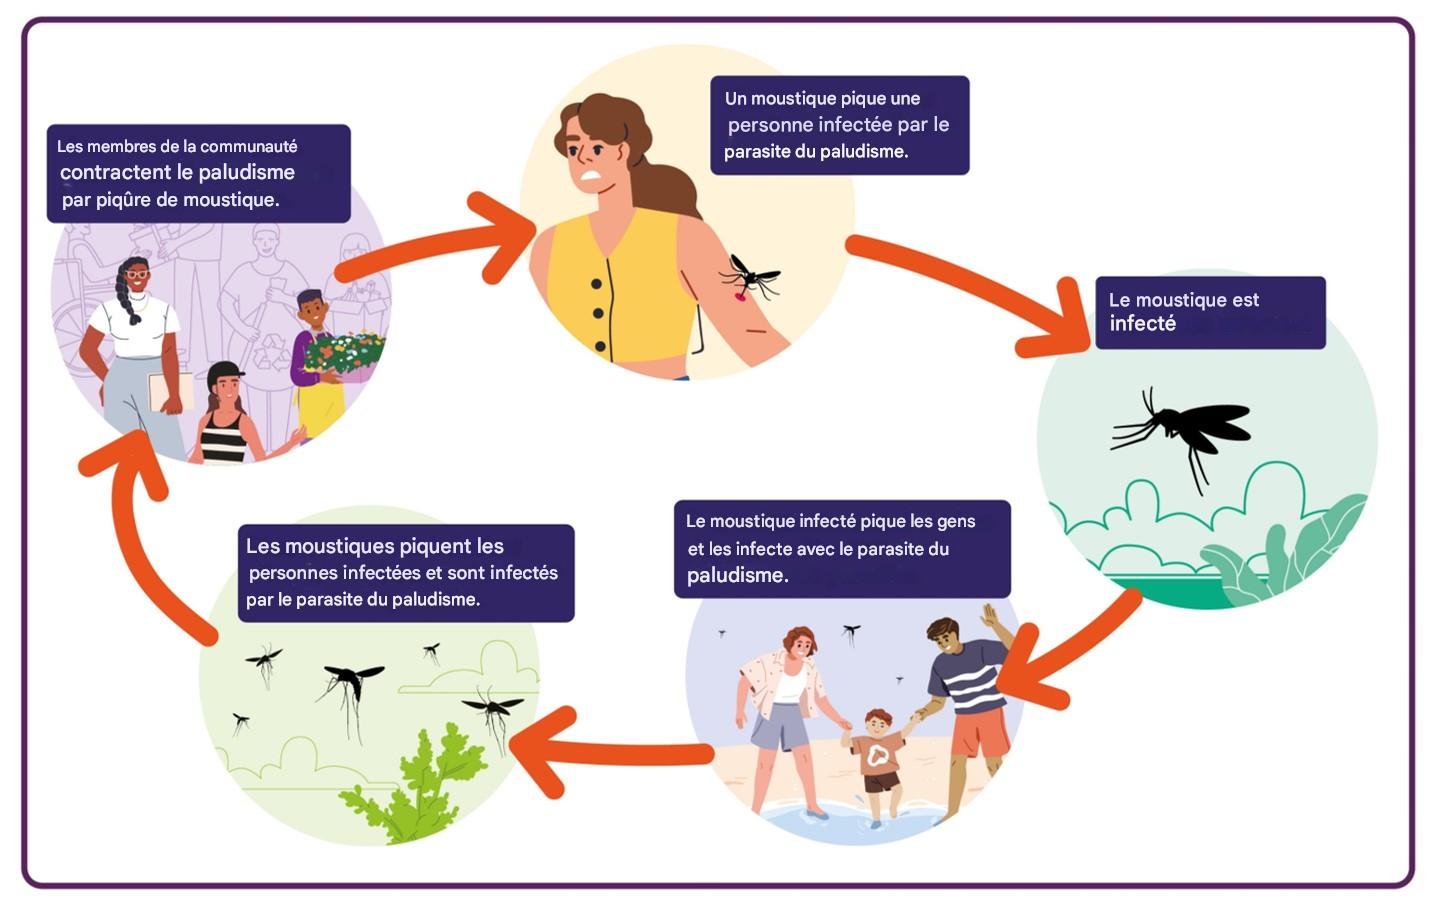 Un moustique pique une
personne infectée par le
parasite du paludisme.
Les membres de la communauté
contractent le paludisme
par piqûre de moustique.
Le moustique est
infecté
Le moustique infecté pique les gens
et les infecte avec le parasite du
paludisme.
Les moustiques piquent les
personnes infectées et sont infectés
par le parasite du paludisme.